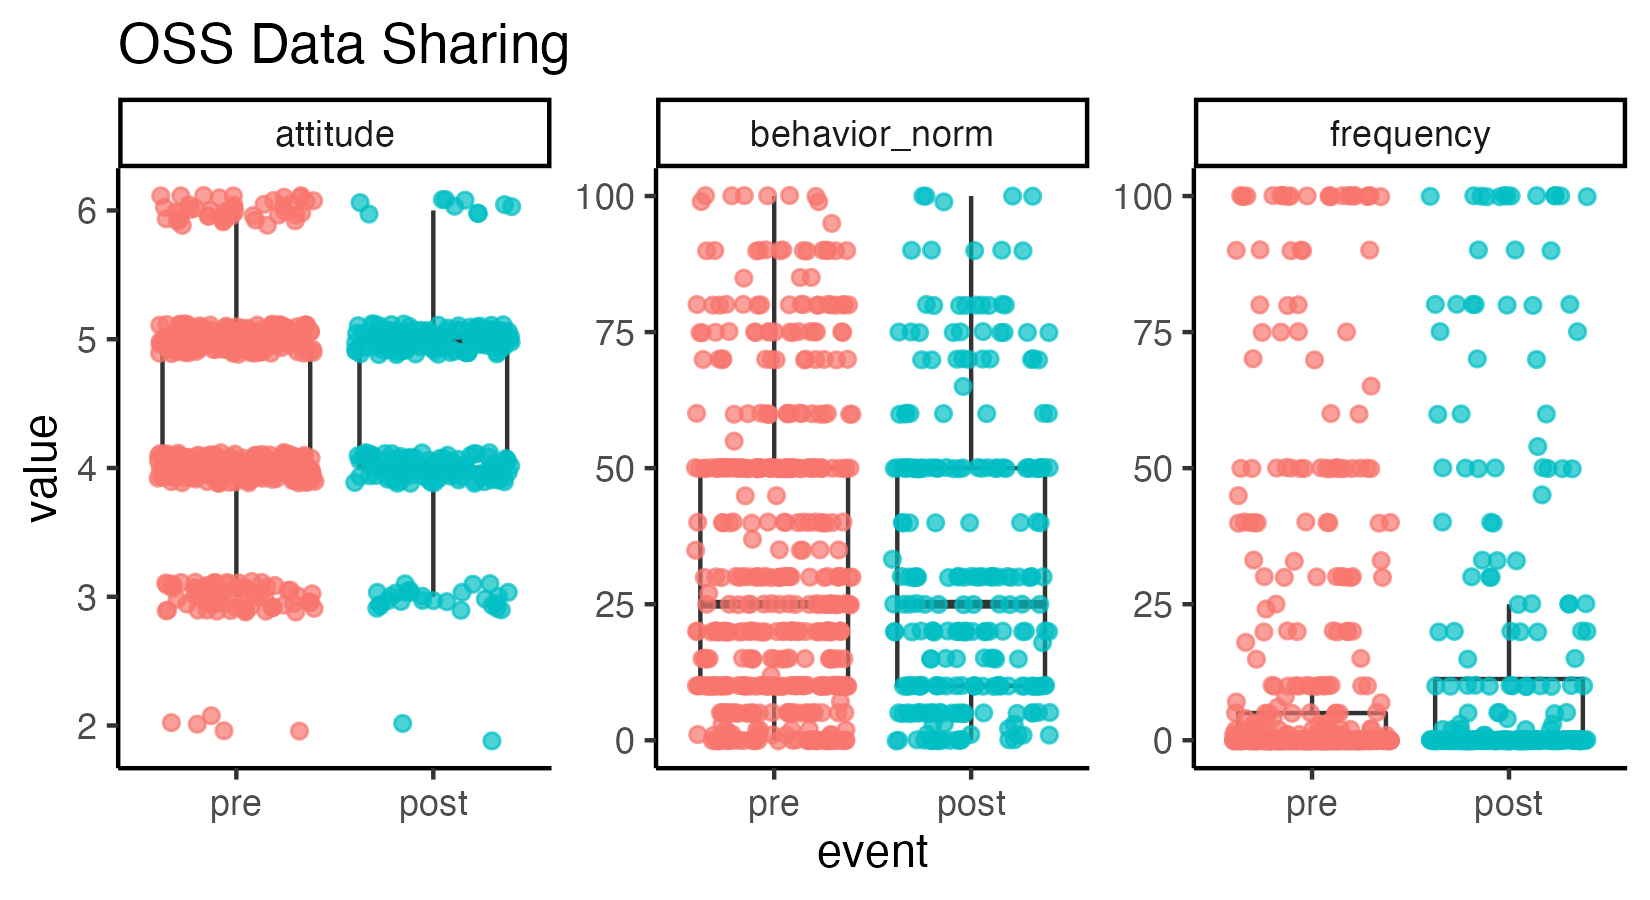 OSS Data Sharing
attitude
behavior_norm
frequency
value
6
5
4
3
2
100
75
50
25
0
100
75
50
25
0
pre
post
pre
post
pre
post
event